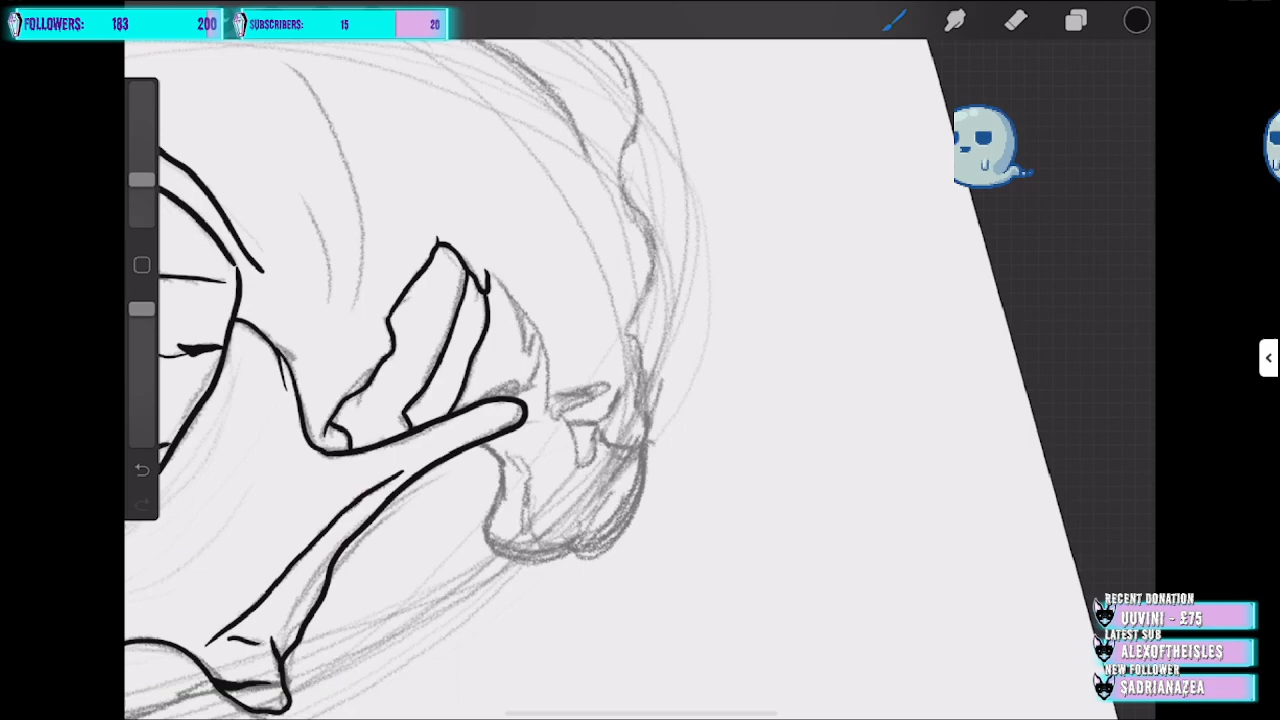 FOLLOWERS: 183 200
SUBSCRIBERS: 15 20
RECENT DONATION
UUVINI - £75
LATEST SUB
ALEXOFTHEISLES
NEW FOLLOWER
SADRIANAZEA